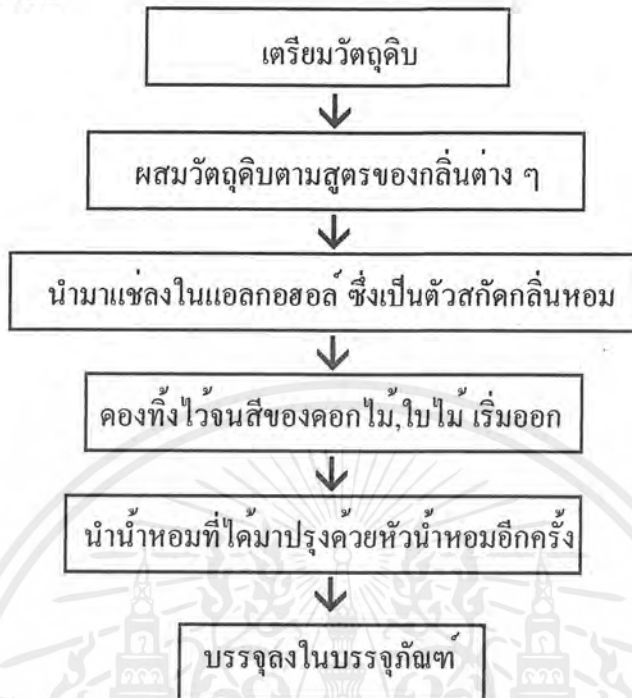 เตรียมวัตถุดิบ
ผสมวัตถุดิบตามสูตรของกลิ่นต่าง ๆ
นำมาแช่ลงในแอลกอฮอล์ ซึ่งเป็นตัวสกัดกลิ่นหอม
ดองทิ้งไว้จนสีของดอกไม้,ใบไม้ เริ่มออก
นำน้ำหอมที่ได้มาปรุงด้วยหัวน้ำหอมอีกครั้ง
บรรจุลงในบรรจุภัณฑ์